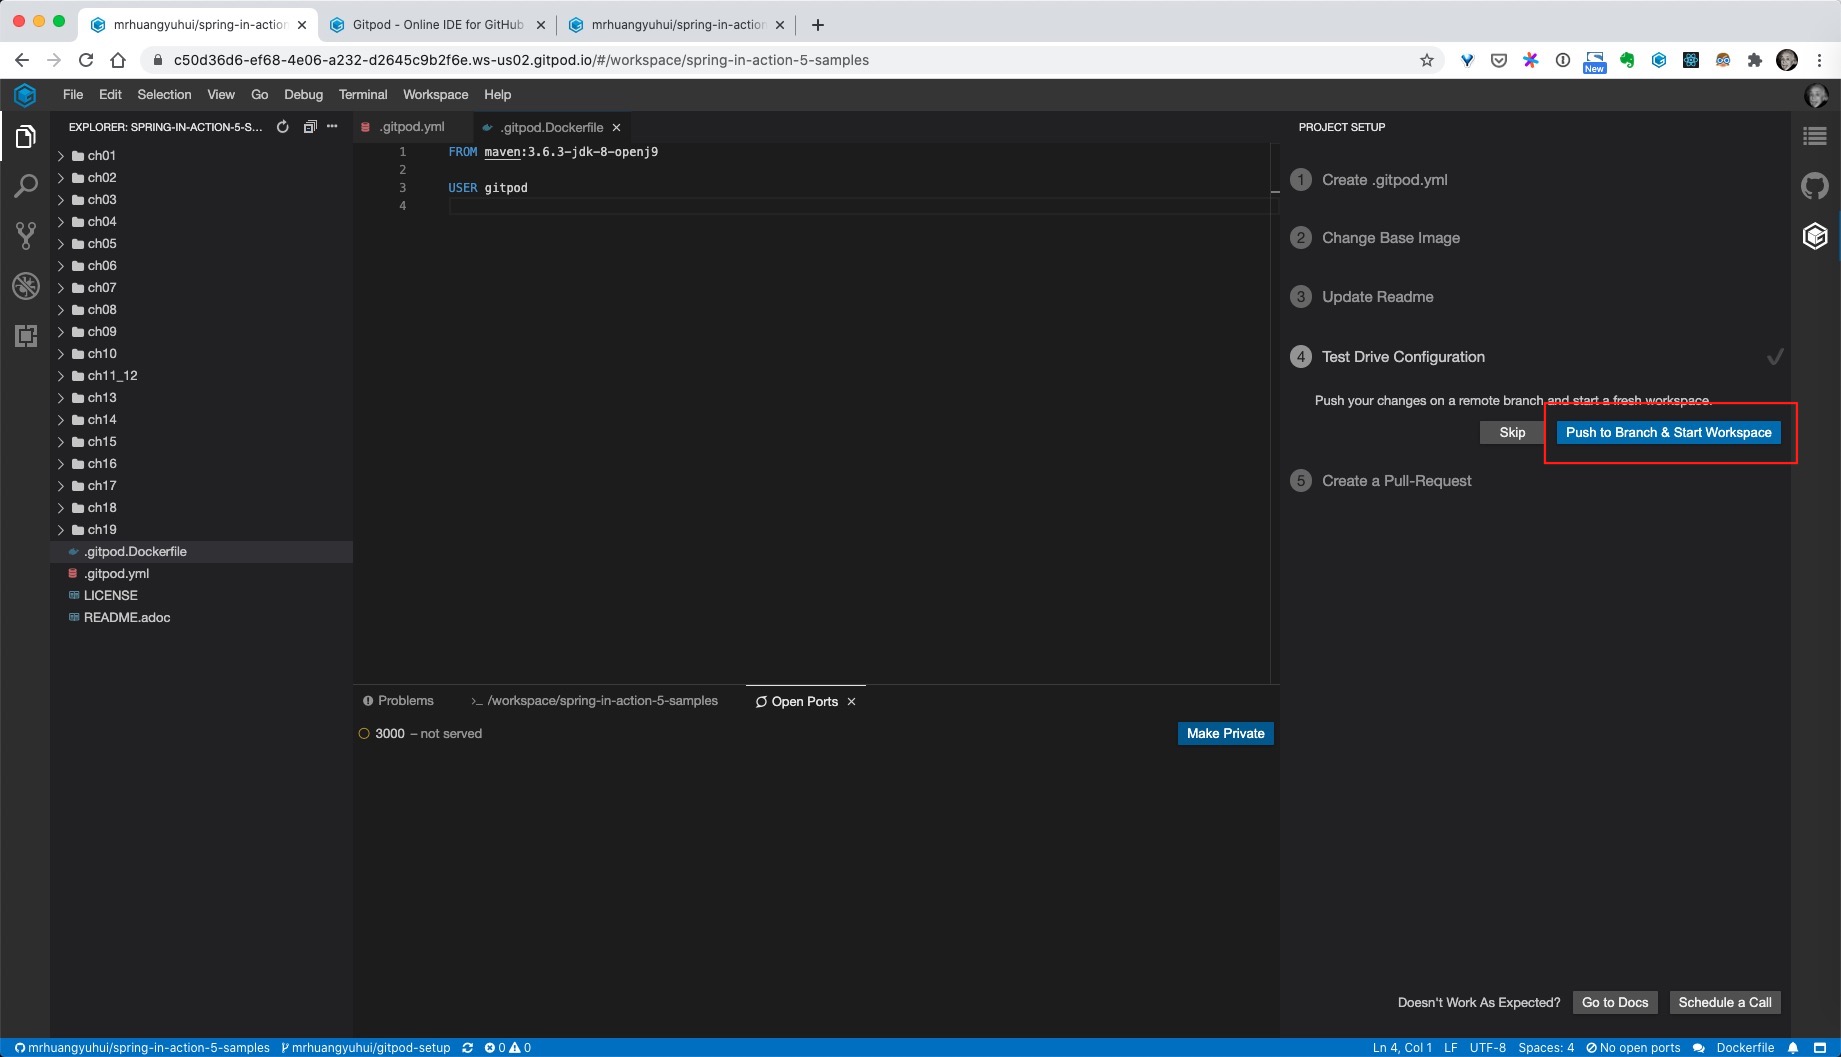 mrhuangyuhui/spring-in-action
Gitpod - Online IDE for GitHub
mrhuangyuhui/spring-in-action
c50d36d6-ef68-4e06-a232-d2645c9b2f6e.ws-us02.gitpod.io/#/workspace/spring-in-action-5-samples
New
File Edit Selection View Go Debug Terminal Workspace Help
EXPLORER: SPRING-IN-ACTION-5-S...
ch01
ch02
ch03
ch04
ch05
ch06
ch07
ch08
ch09
ch10
ch11_12
ch13
ch14
ch15
ch16
ch17
ch18
ch19
.gitpod.Dockerfile
.gitpod.yml
LICENSE
README.adoc
.gitpod.yml
.gitpod.Dockerfile
1 FROM maven:3.6.3-jdk-8-openj9
2
3 USER gitpod
4
Problems
/workspace/spring-in-action-5-samples
Open Ports
3000 – not served
Make Private
PROJECT SETUP
1 Create .gitpod.yml
2 Change Base Image
3 Update Readme
4 Test Drive Configuration
Push your changes on a remote branch and start a fresh workspace.
Skip
Push to Branch & Start Workspace
5 Create a Pull-Request
Doesn't Work As Expected?
Go to Docs
Schedule a Call
mrhuangyuhui/spring-in-action-5-samples mrhuangyuhui/gitpod-setup 0 0
Ln 4, Col 1 LF UTF-8 Spaces: 4 No open ports Dockerfile